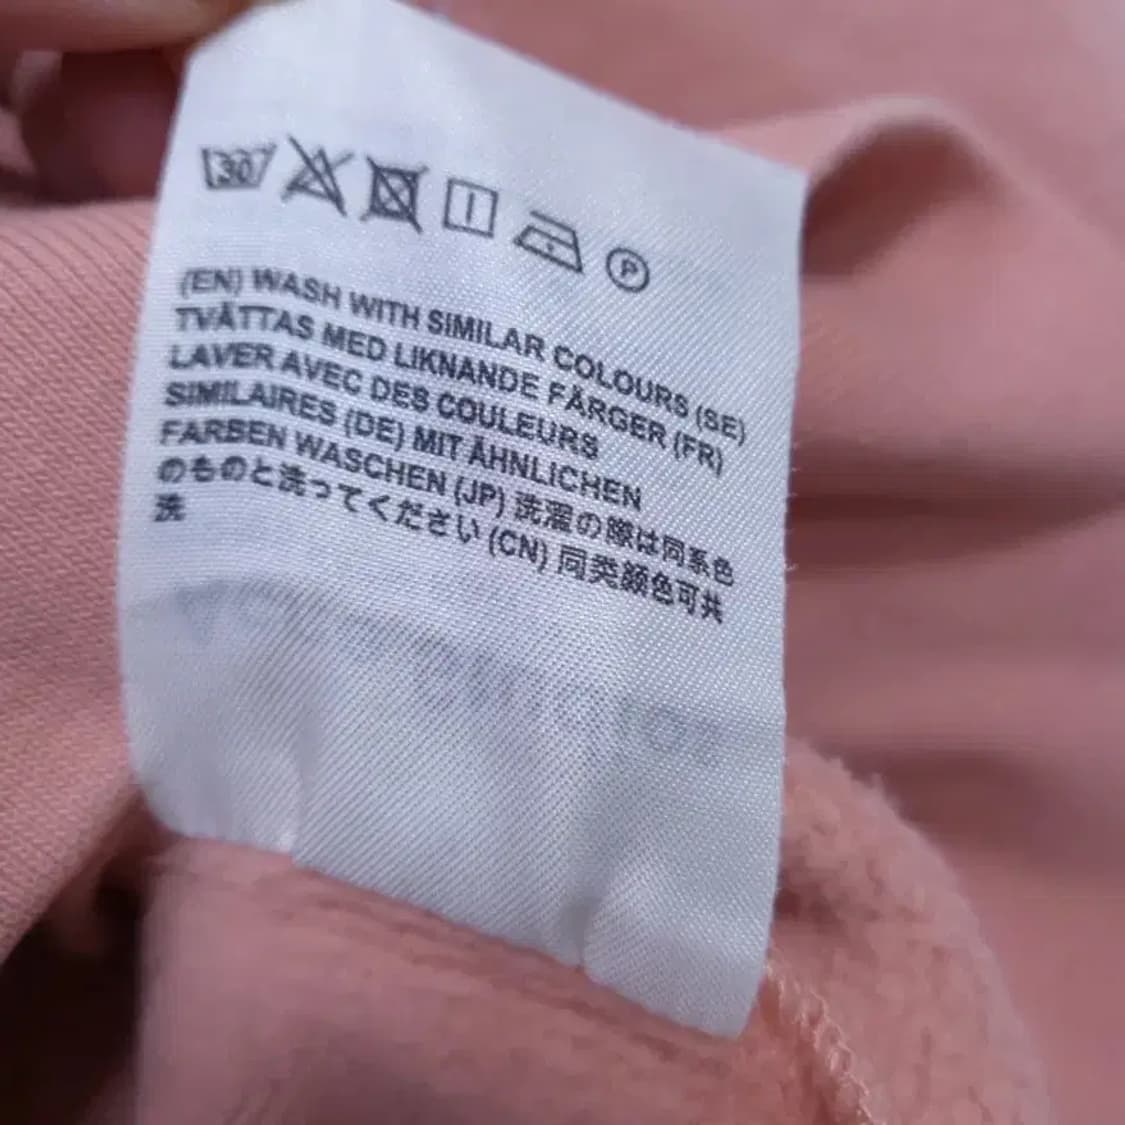 30
P
(EN) WASH WITH SIMILAR COLOURS (SE)
TVÄTTAS MED LIKNANDE FÄRGER (FR)
LAVER AVEC DES COULEURS
SIMILAIRES (DE) MIT ÄHNLICHEN
FARBEN WASCHEN (JP) 洗濯の際は同系色
のものと洗ってください (CN) 同类颜色可共
洗